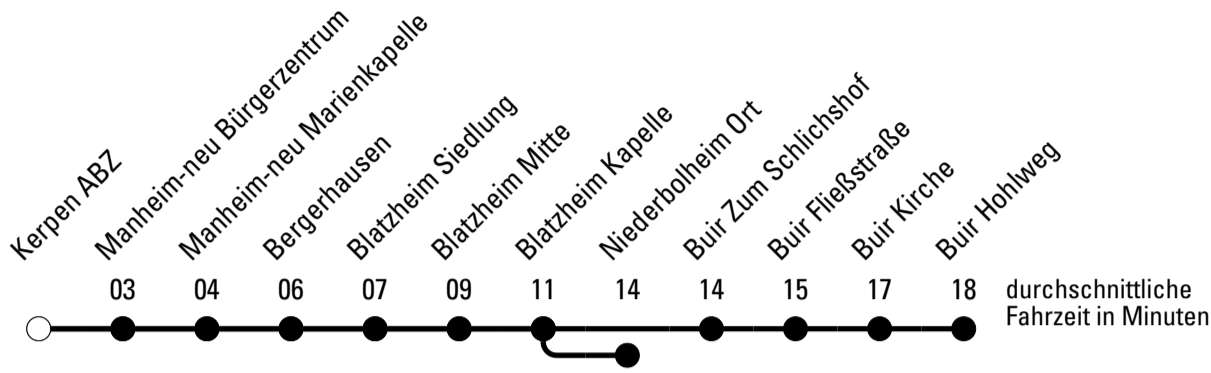 Kerpen ABZ
Manheim-neu Bürgerzentrum
Manheim-neu Marienkapelle
Bergerhausen
Blatzheim Siedlung
Blatzheim Mitte
Blatzheim Kapelle
Niederbolheim Ort
Buir Zum Schlichshof
Buir Fließstraße
Buir Kirche
Buir Hohlweg
03 04 06 07 09 11 14 14 15 17 18
durchschnittliche
Fahrzeit in Minuten